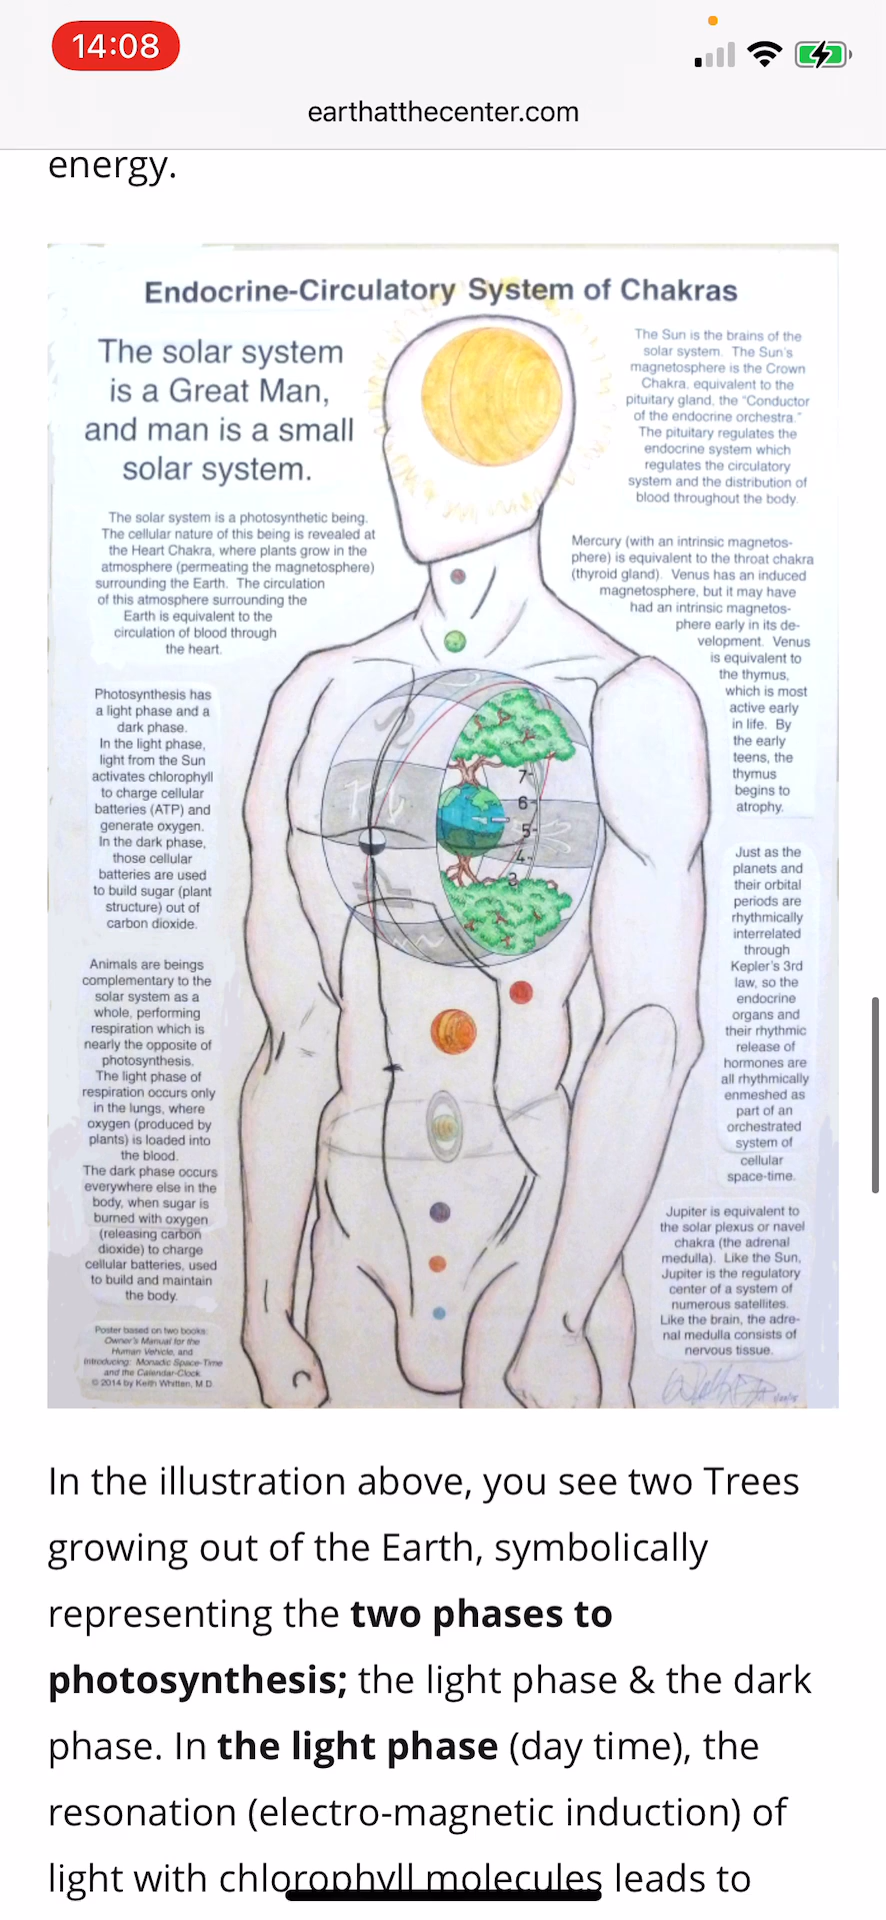 14:08
earthatthecenter.com
energy.
Endocrine-Circulatory System of Chakras
The solar system
is a Great Man,
and man is a small
solar system.
The Sun is the brains of the
solar system. The Sun's
magnetosphere is the Crown
Chakra, equivalent to the
pituitary gland, the "Conductor
of the endocrine orchestra."
The pituitary regulates the
endocrine system which
regulates the circulatory
system and the distribution of
blood throughout the body.
The solar system is a photosynthetic being.
The cellular nature of this being is revealed at
the Heart Chakra, where plants grow in the
atmosphere (permeating the magnetosphere)
surrounding the Earth. The circulation
of this atmosphere surrounding the
Earth is equivalent to the
circulation of blood through
the heart.
Mercury (with an intrinsic magnetos-
phere) is equivalent to the throat chakra
(thyroid gland). Venus has an induced
magnetosphere, but it may have
had an intrinsic magnetos-
phere early in its de-
velopment. Venus
is equivalent to
the thymus,
which is most
active early
in life. By
the early
teens, the
thymus
begins to
atrophy.
Photosynthesis has
a light phase and a
dark phase.
In the light phase,
light from the Sun
activates chlorophyll
to charge cellular
batteries (ATP) and
generate oxygen.
In the dark phase,
those cellular
batteries are used
to build sugar (plant
structure) out of
carbon dioxide.
7
6
5
4
3
Just as the
planets and
their orbital
periods are
rhythmically
interrelated
through
Kepler's 3rd
law, so the
endocrine
organs and
their rhythmic
release of
hormones are
all rhythmically
enmeshed as
part of an
orchestrated
system of
cellular
space-time.
Animals are beings
complementary to the
solar system as a
whole, performing
respiration which is
nearly the opposite of
photosynthesis.
The light phase of
respiration occurs only
in the lungs, where
oxygen (produced by
plants) is loaded into
the blood.
The dark phase occurs
everywhere else in the
body, when sugar is
burned with oxygen
(releasing carbon
dioxide) to charge
cellular batteries, used
to build and maintain
the body.
Jupiter is equivalent to
the solar plexus or navel
chakra (the adrenal
medulla). Like the Sun,
Jupiter is the regulatory
center of a system of
numerous satellites.
Like the brain, the adre-
nal medulla consists of
nervous tissue.
Poster based on two books:
Owner's Manual for the
Human Vehicle, and
Introducing: Monadic Space-Time
and the Calendar-Clock
© 2014 by Keith Whitten, M.D.
In the illustration above, you see two Trees
growing out of the Earth, symbolically
representing the two phases to
photosynthesis; the light phase & the dark
phase. In the light phase (day time), the
resonation (electro-magnetic induction) of
light with chlorophyll molecules leads to